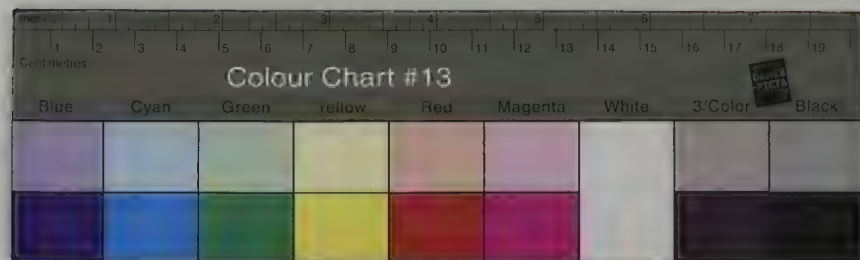 Inches 1 2 3 4 5 6 7 8
1 2 3 4 5 6 7 8 9 10 11 12 13 14 15 16 17 18 19
Centimetres
Colour Chart #13
Blue Cyan Green Yellow Red Magenta White 3/Color Black